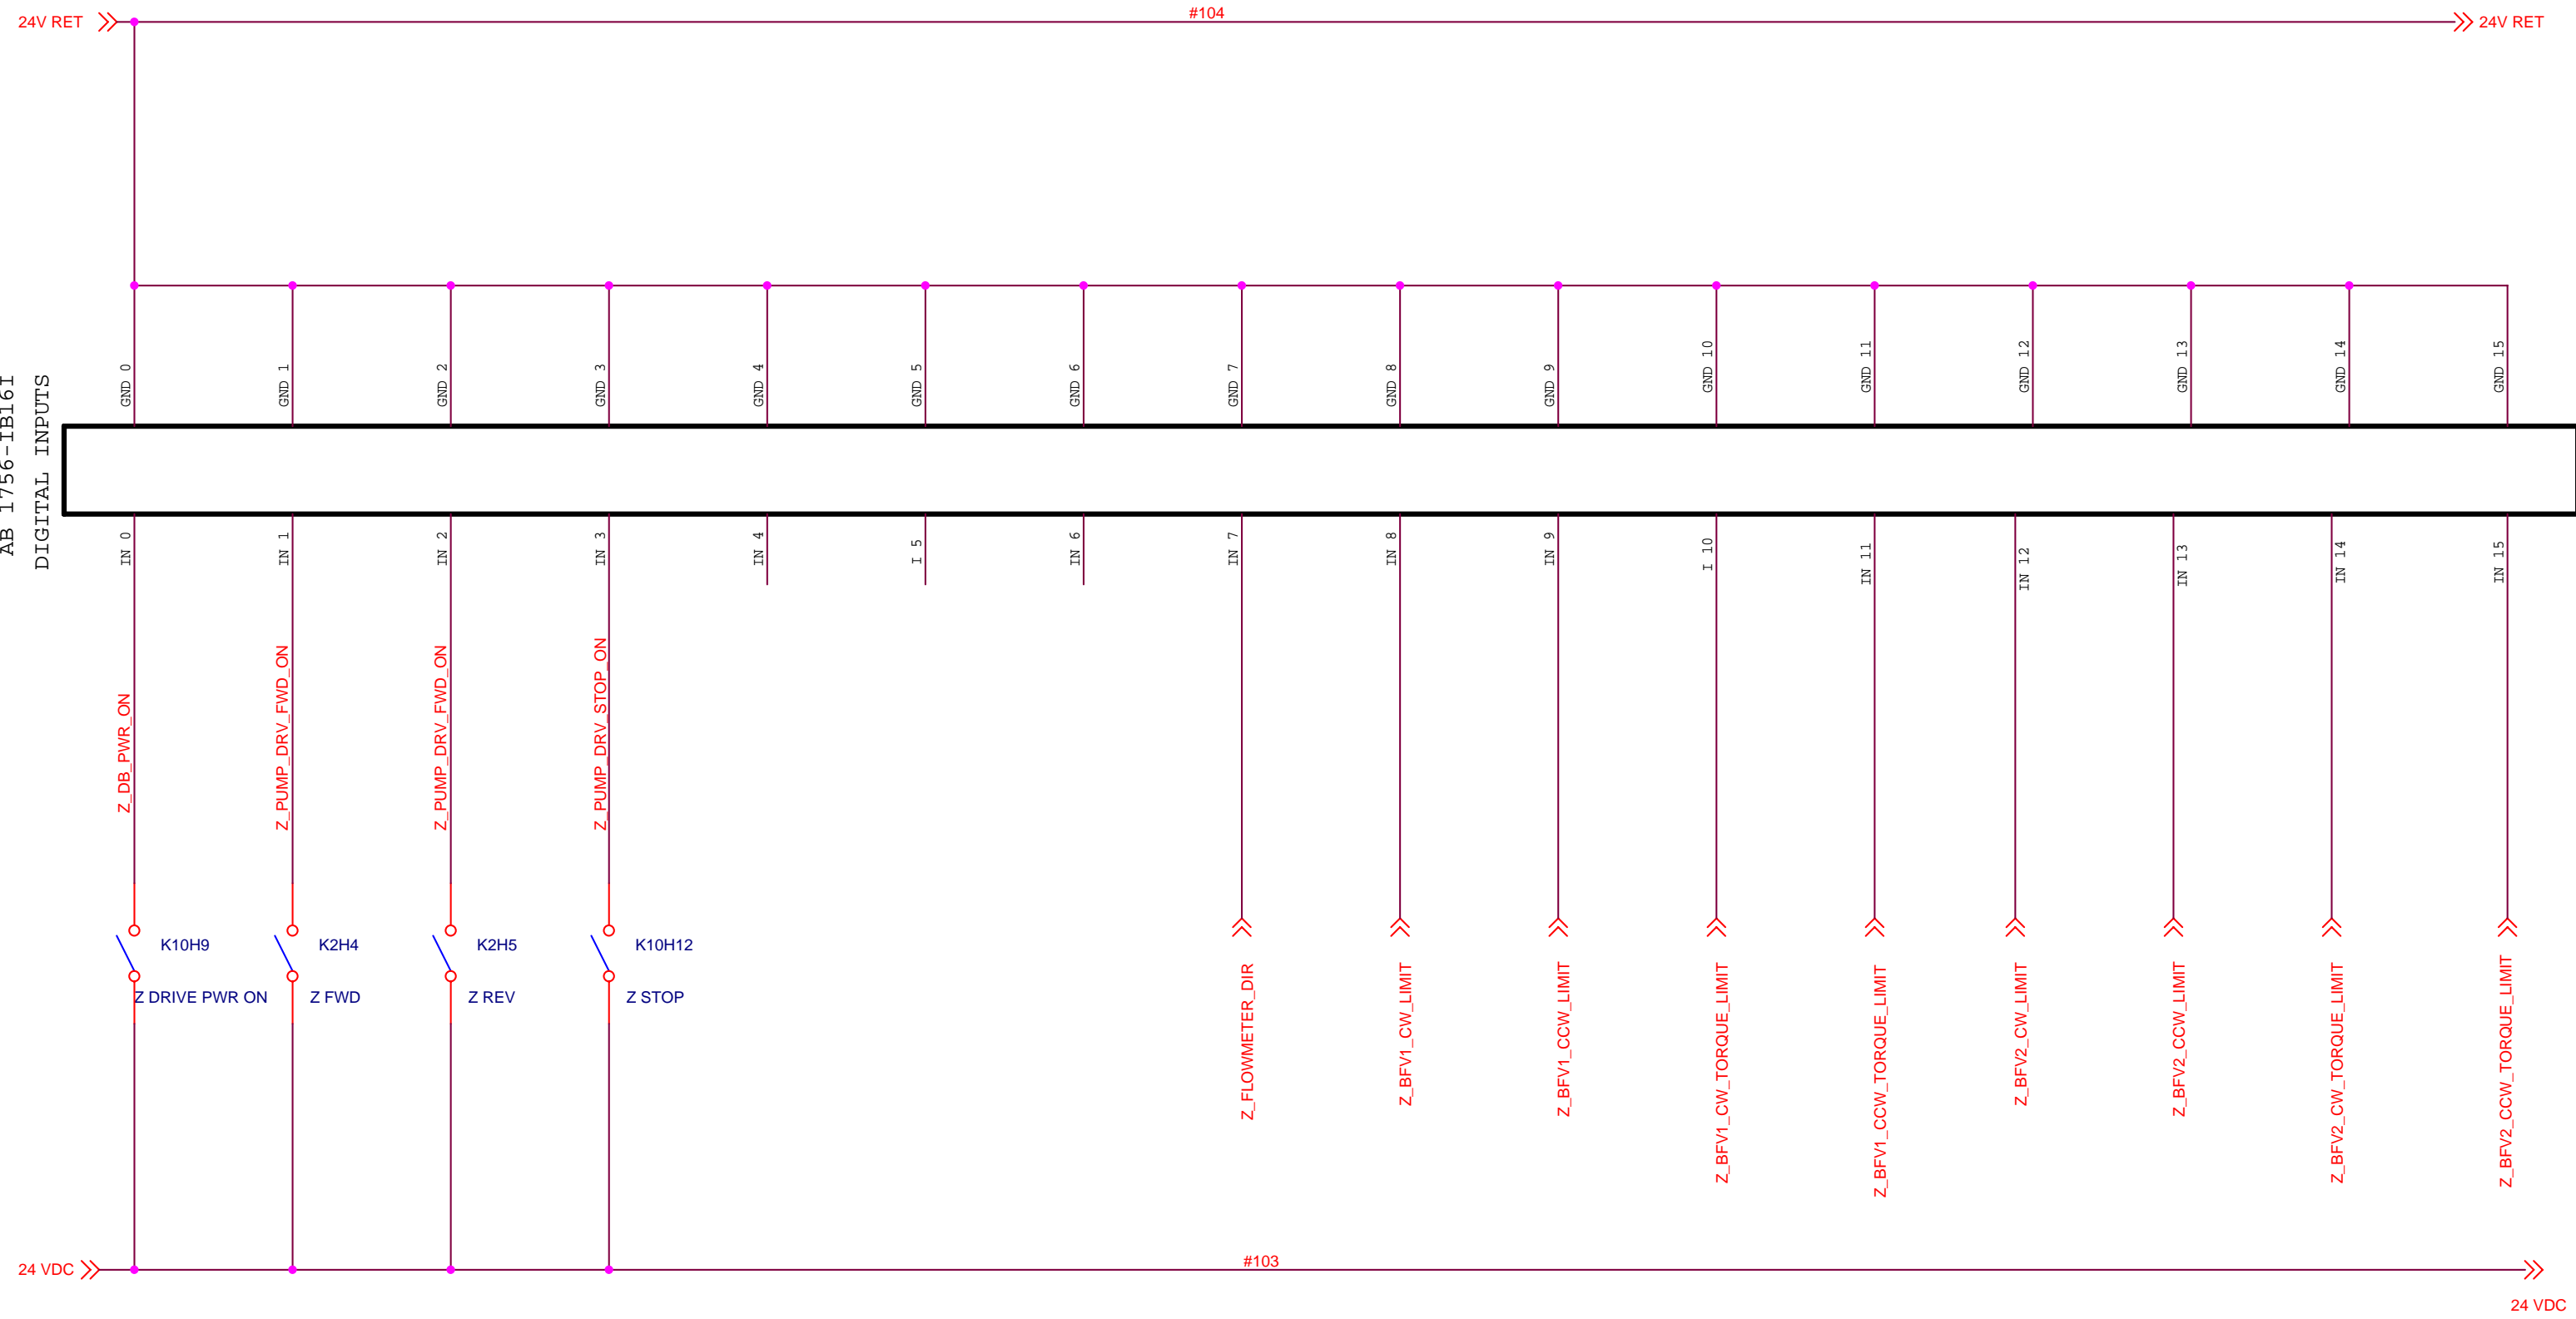 #104
24V RET
24V RET
AB 1756-IB16I
DIGITAL INPUTS
GND 0
GND 1
GND 2
GND 3
GND 4
GND 5
GND 6
GND 7
GND 8
GND 9
GND 10
GND 11
GND 12
GND 13
GND 14
GND 15
IN 0
IN 1
IN 2
IN 3
IN 4
I 5
IN 6
IN 7
IN 8
IN 9
I 10
IN 11
IN 12
IN 13
IN 14
IN 15
Z_DB_PWR_ON
Z_PUMP_DRV_FWD_ON
Z_PUMP_DRV_FWD_ON
Z_PUMP_DRV_STOP_ON
K10H9
K2H4
K2H5
K10H12
Z DRIVE PWR ON
Z FWD
Z REV
Z STOP
Z_FLOWMETER_DIR
Z_BFV1_CW_LIMIT
Z_BFV1_CCW_LIMIT
Z_BFV1_CW_TORQUE_LIMIT
Z_BFV1_CCW_TORQUE_LIMIT
Z_BFV2_CW_LIMIT
Z_BFV2_CCW_LIMIT
Z_BFV2_CW_TORQUE_LIMIT
Z_BFV2_CCW_TORQUE_LIMIT
24 VDC
#103
24 VDC